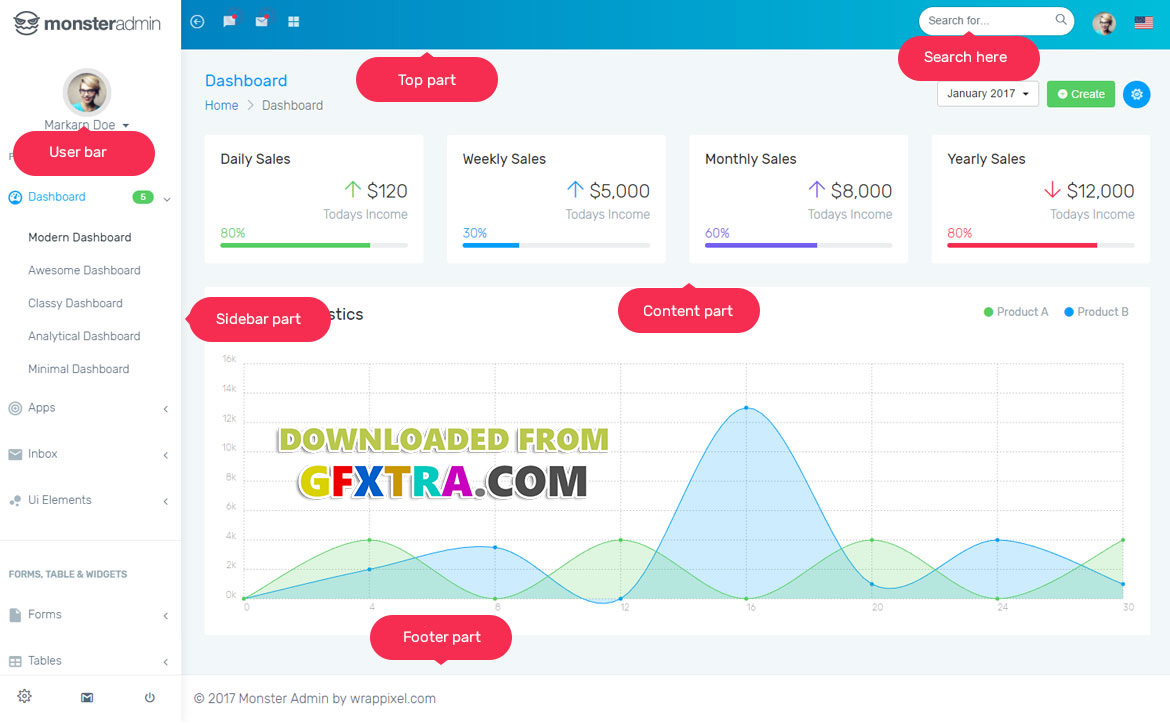 monsteradmin
Search for...
Top part
Search here
Dashboard
Home > Dashboard
January 2017
Create
Markarn Doe
User bar
Dashboard 5
Modern Dashboard
Awesome Dashboard
Classy Dashboard
Analytical Dashboard
Minimal Dashboard
Apps
Inbox
Ui Elements
FORMS, TABLE & WIDGETS
Forms
Tables
Sidebar part
Daily Sales
$120
Todays Income
80%
Weekly Sales
$5,000
Todays Income
30%
Monthly Sales
$8,000
Todays Income
60%
Yearly Sales
$12,000
Todays Income
80%
Content part
Product A
Product B
16k
14k
12k
10k
8k
6k
4k
2k
0k
0 4 8 12 16 20 24 30
DOWNLOADED FROM
GFXTRA.COM
Footer part
© 2017 Monster Admin by wrappixel.com